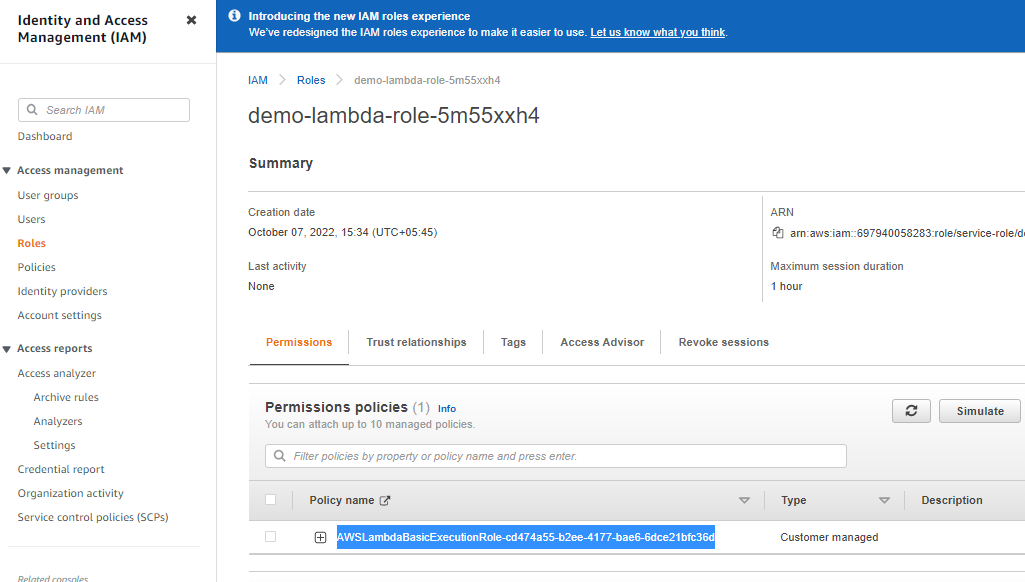 Identity and Access
Management (IAM)
Search IAM
Dashboard
Access management
User groups
Users
Roles
Policies
Identity providers
Account settings
Access reports
Access analyzer
Archive rules
Analyzers
Settings
Credential report
Organization activity
Service control policies (SCPs)
Related consoles
Introducing the new IAM roles experience
We've redesigned the IAM roles experience to make it easier to use. Let us know what you think.
IAM > Roles > demo-lambda-role-5m55xxh4
demo-lambda-role-5m55xxh4
Summary
Creation date
October 07, 2022, 15:34 (UTC+05:45)
Last activity
None
ARN
arn:aws:iam::697940058283:role/service-role/de
Maximum session duration
1 hour
Permissions Trust relationships Tags Access Advisor Revoke sessions
Permissions policies (1) Info
You can attach up to 10 managed policies.
Simulate
Filter policies by property or policy name and press enter.
Policy name Type Description
AWSLambdaBasicExecutionRole-cd474a55-b2ee-4177-bae6-6dce21bfc36d Customer managed